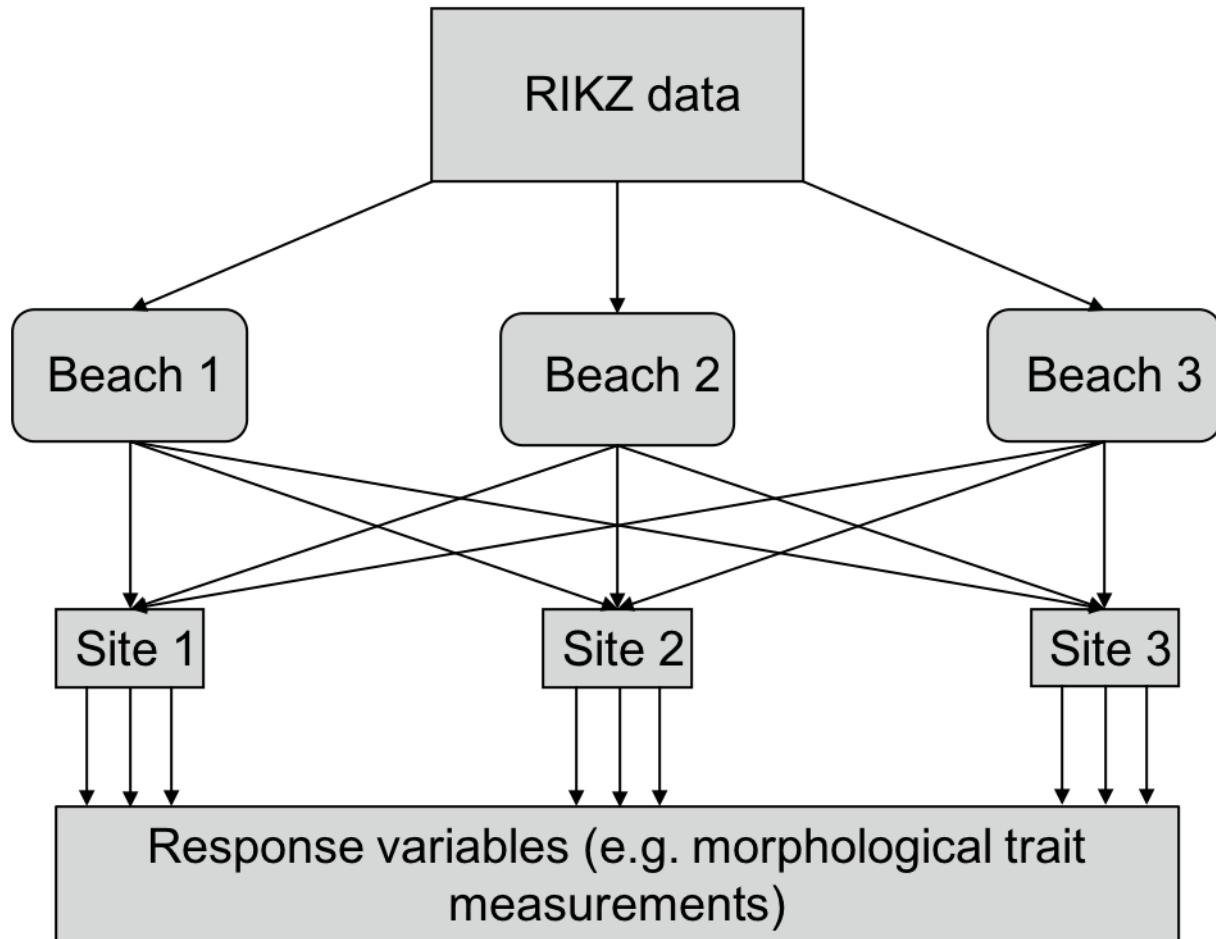 RIKZ data
Beach 1
Beach 2
Beach 3
Site 1
Site 2
Site 3
Response variables (e.g. morphological trait
measurements)